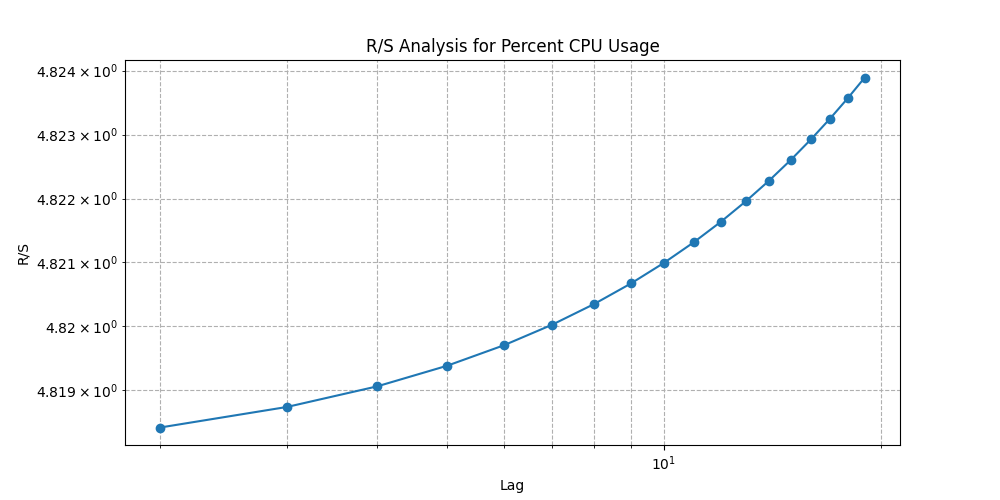 R/S Analysis for Percent CPU Usage
4.824 × 10⁰
4.823 × 10⁰
4.822 × 10⁰
4.821 × 10⁰
4.82 × 10⁰
4.819 × 10⁰
R/S
10¹
Lag